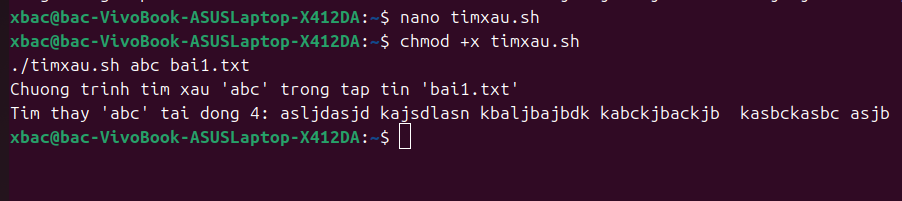 xbac@bac-VivoBook-ASUSLaptop-X412DA:~$ nano timxau.sh
xbac@bac-VivoBook-ASUSLaptop-X412DA:~$ chmod +x timxau.sh
./timxau.sh abc bai1.txt
Chuong trinh tim xau 'abc' trong tap tin 'bai1.txt'
Tim thay 'abc' tai dong 4: asljdasjd kajsdlasn kbaljbajbdk kabckjbackjb  kasbckasbc asjb
xbac@bac-VivoBook-ASUSLaptop-X412DA:~$